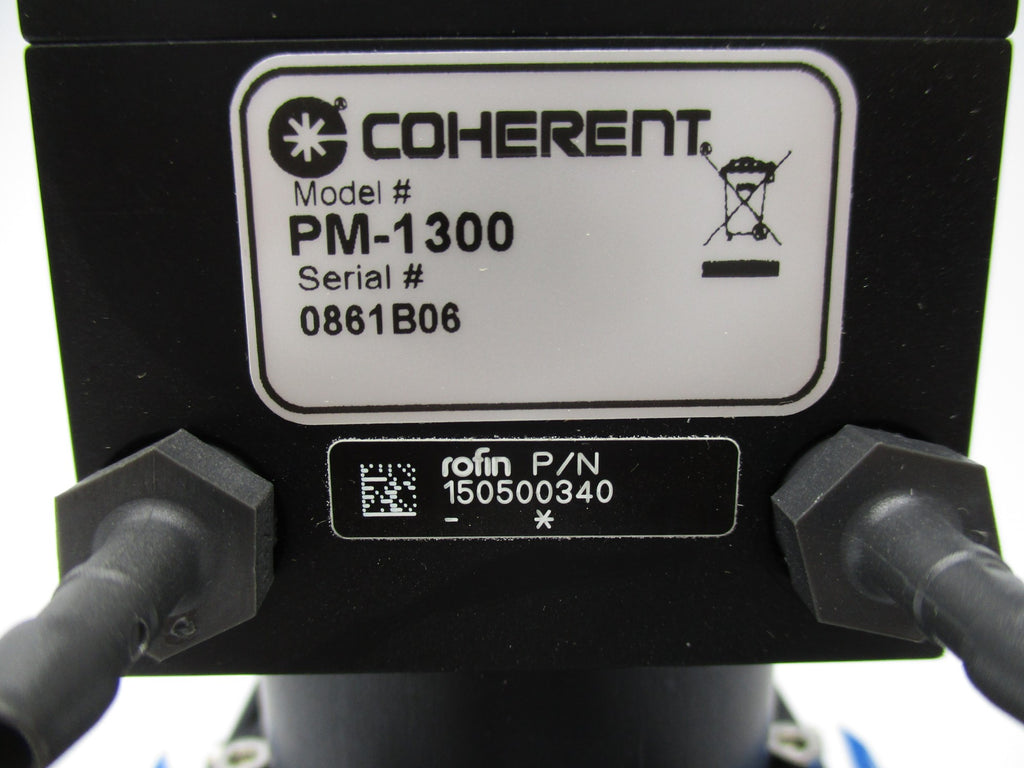 COHERENT®
Model #
PM-1300
Serial #
0861B06
rofin P/N
150500340
- *